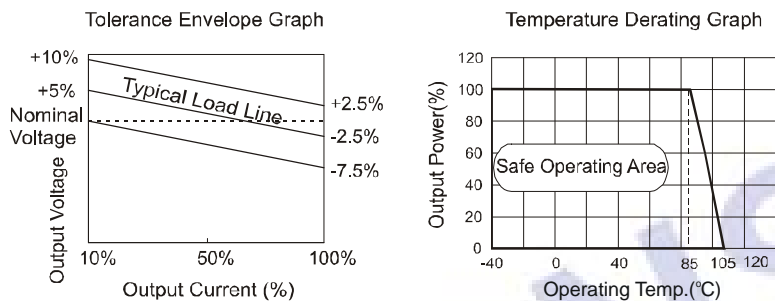 Tolerance Envelope Graph
+10%
+5%
Nominal
Voltage
Output Voltage
Typical Load Line
+2.5%
-2.5%
-7.5%
10%
50%
100%
Output Current (%)
Temperature Derating Graph
Output Power(%)
120
100
80
60
40
20
0
Safe Operating Area
-40
0
40
85
105
120
Operating Temp.(℃)